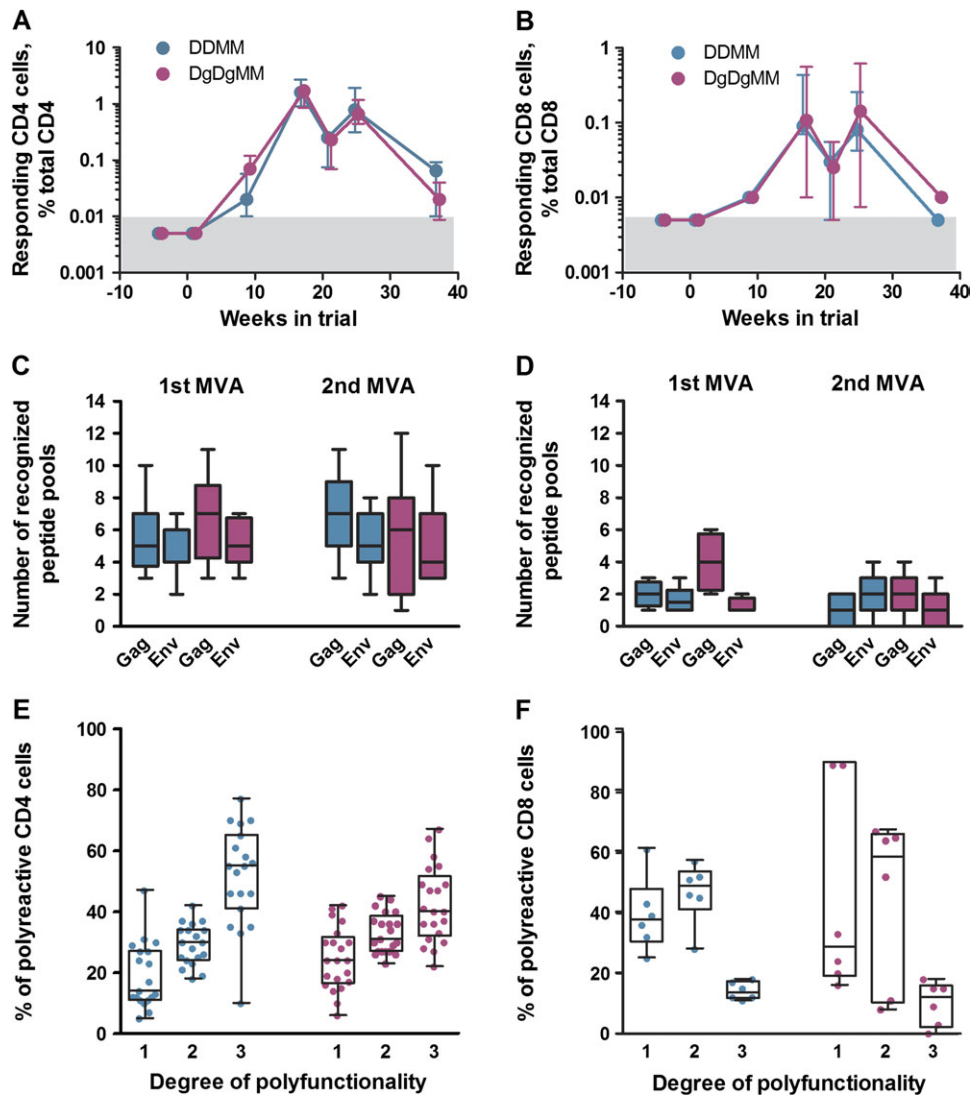 A
Responding CD4 cells,
% total CD4
10
1
0.1
0.01
0.001
DDMM
DgDgMM
-10 0 10 20 30 40
Weeks in trial
B
Responding CD8 cells,
% total CD8
1
0.1
0.01
0.001
DDMM
DgDgMM
-10 0 10 20 30 40
Weeks in trial
C
1st MVA 2nd MVA
Number of recognized
peptide pools
14
12
10
8
6
4
2
0
Gag Env Gag Env Gag Env Gag Env
D
1st MVA 2nd MVA
Number of recognized
peptide pools
14
12
10
8
6
4
2
0
Gag Env Gag Env Gag Env Gag Env
E
% of polyreactive CD4 cells
100
80
60
40
20
0
1 2 3 1 2 3
Degree of polyfunctionality
F
% of polyreactive CD8 cells
100
80
60
40
20
0
1 2 3 1 2 3
Degree of polyfunctionality